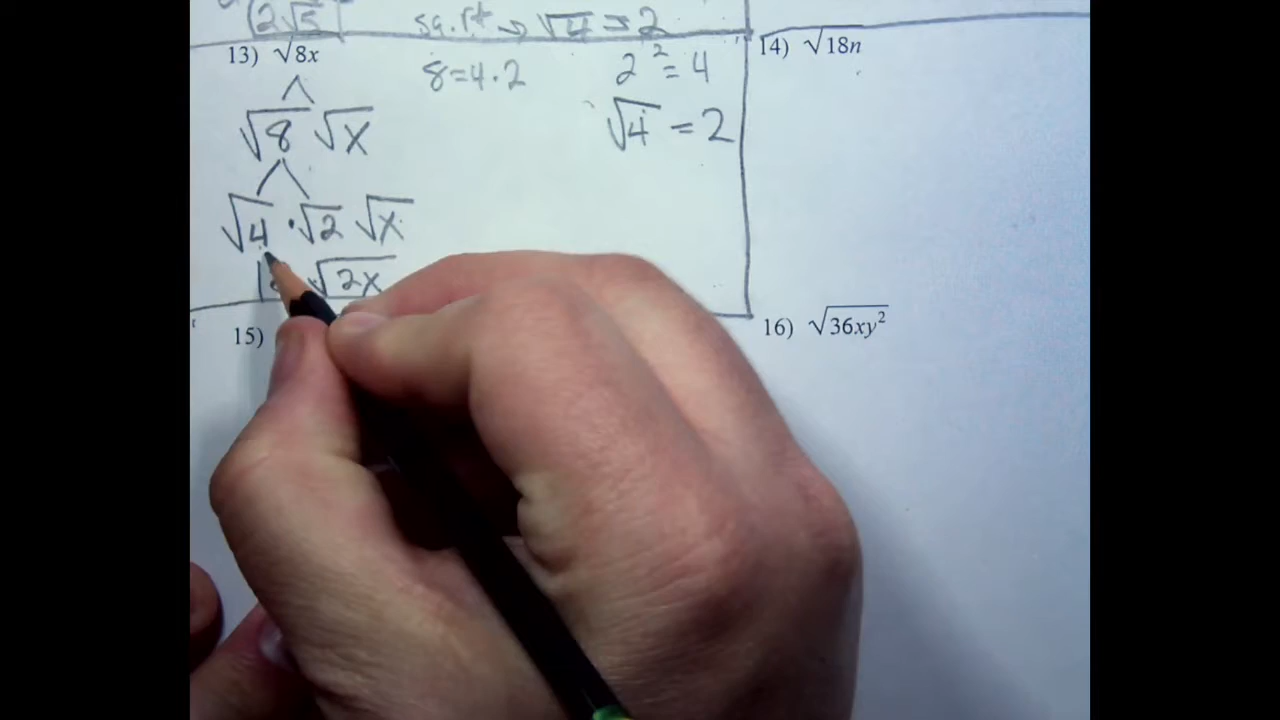 2√5 sq.rt → √4 = 2
13) √8x 8=4·2 2²=4 14) √18n
√8 √x √4 = 2
√4 · √2 √x
√2x
15) 16) √36xy²